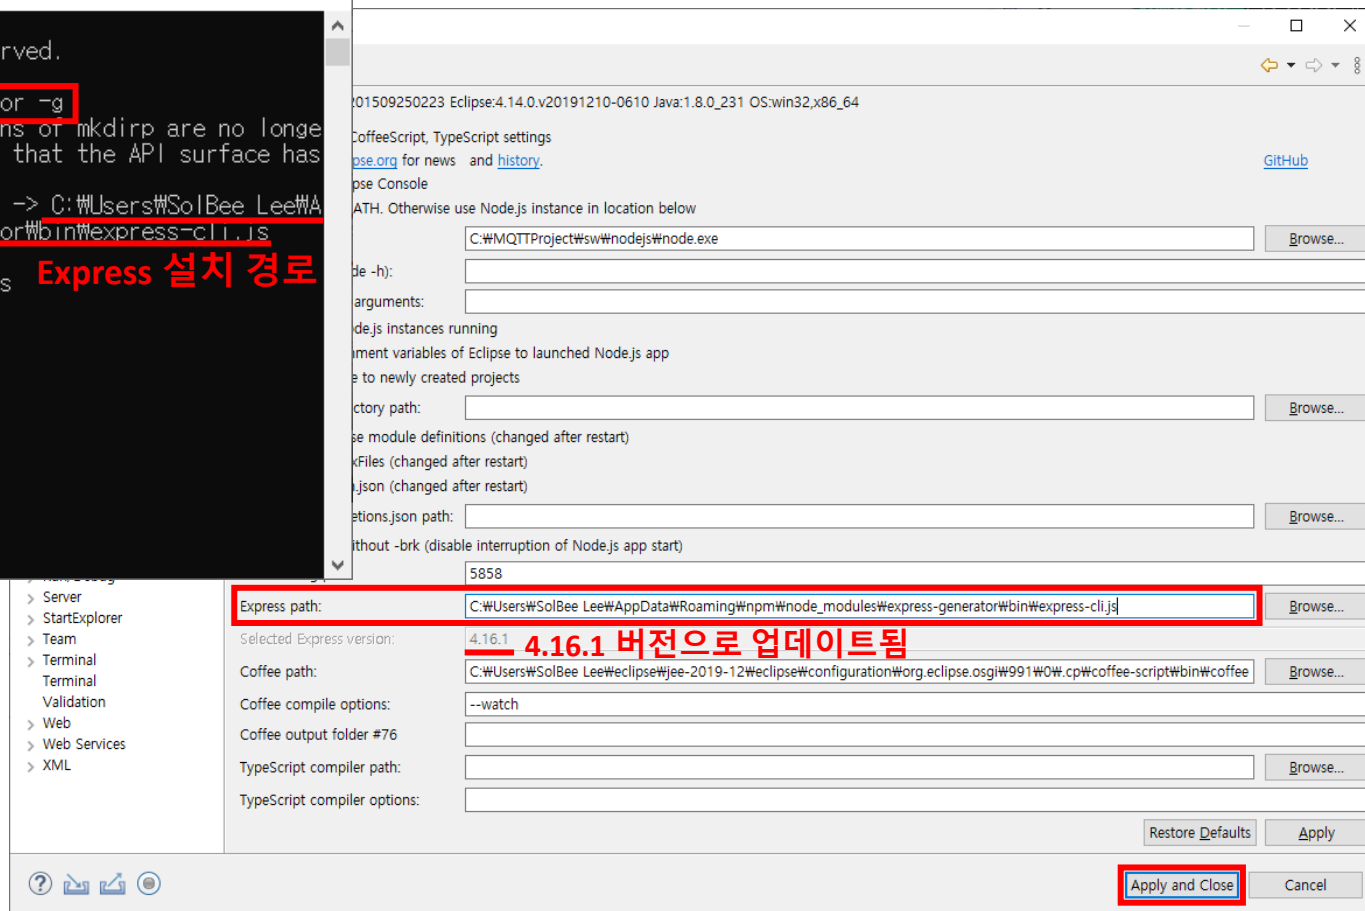 rved.
or -g
ns of mkdirp are no longe
that the API surface has
-> C:₩Users₩SolBee Lee₩A
or₩bin₩express-cli.js
Express 설치 경로
s
201509250223 Eclipse:4.14.0.v20191210-0610 Java:1.8.0_231 OS:win32,x86_64
CoffeeScript, TypeScript settings
pse.org for news and history. GitHub
pse Console
ATH. Otherwise use Node.js instance in location below
C:₩MQTTProject₩sw₩nodejs₩node.exe Browse...
de -h):
arguments:
de.js instances running
nment variables of Eclipse to launched Node.js app
e to newly created projects
ctory path: Browse...
se module definitions (changed after restart)
xFiles (changed after restart)
.json (changed after restart)
etions.json path: Browse...
ithout -brk (disable interruption of Node.js app start)
5858
Server
StartExplorer
Team
Terminal
Terminal
Validation
Web
Web Services
XML
Express path: C:₩Users₩SolBee Lee₩AppData₩Roaming₩npm₩node_modules₩express-generator₩bin₩express-cli.js Browse...
Selected Express version: 4.16.1
4.16.1 버전으로 업데이트됨
Coffee path: C:₩Users₩SolBee Lee₩eclipse₩jee-2019-12₩eclipse₩configuration₩org.eclipse.osgi₩991₩0₩.cp₩coffee-script₩bin₩coffee Browse...
Coffee compile options: --watch
Coffee output folder #76
TypeScript compiler path: Browse...
TypeScript compiler options:
Restore Defaults Apply
Apply and Close Cancel